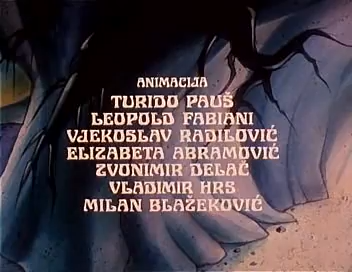 ANIMACIJA
TURIDO PAUŠ
LEOPOLD FABIANI
VJEKOSLAV RADILOVIĆ
ELIZABETA ABRAMOVIĆ
ZVONIMIR DELAČ
VLADIMIR HRS
MILAN BLAŽEKOVIĆ